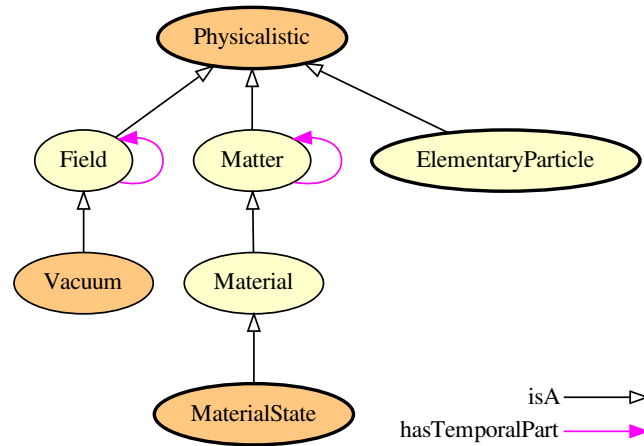 Physicalistic
Field
Matter
ElementaryParticle
Vacuum
Material
isA
MaterialState
hasTemporalPart